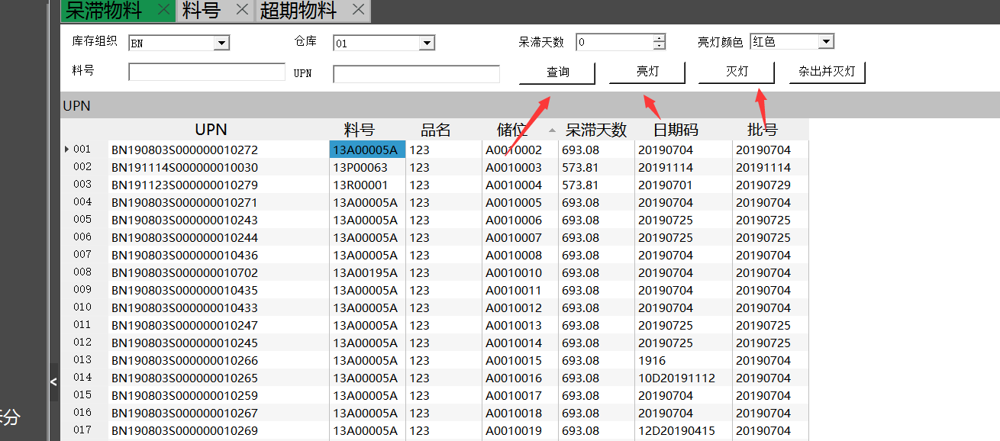 呆滞物料 料号 超期物料
库存组织 BN 仓库 01 呆滞天数 0 亮灯颜色 红色
料号 UPN 查询 亮灯 灭灯 杂出并灭灯
UPN
UPN 料号 品名 储位 呆滞天数 日期码 批号
001 BN190803S000000010272 13A00005A 123 A0010002 693.08 20190704 20190704
002 BN191114S000000010030 13P00063 123 A0010003 573.81 20191114 20191114
003 BN191123S000000010279 13R00001 123 A0010004 573.81 20190701 20190729
004 BN190803S000000010271 13A00005A 123 A0010005 693.08 20190704 20190704
005 BN190803S000000010243 13A00005A 123 A0010006 693.08 20190725 20190725
006 BN190803S000000010244 13A00005A 123 A0010007 693.08 20190725 20190725
007 BN190803S000000010436 13A00005A 123 A0010008 693.08 20190704 20190704
008 BN190803S000000010702 13A00195A 123 A0010010 693.08 20190704 20190704
009 BN190803S000000010435 13A00005A 123 A0010011 693.08 20190704 20190704
010 BN190803S000000010433 13A00005A 123 A0010012 693.08 20190704 20190704
011 BN190803S000000010247 13A00005A 123 A0010013 693.08 20190725 20190725
012 BN190803S000000010245 13A00005A 123 A0010014 693.08 20190725 20190725
013 BN190803S000000010266 13A00005A 123 A0010015 693.08 1916 20190704
014 BN190803S000000010265 13A00005A 123 A0010016 693.08 10D20191112 20190704
015 BN190803S000000010259 13A00005A 123 A0010017 693.08 20190704 20190704
016 BN190803S000000010267 13A00005A 123 A0010018 693.08 20190704 20190704
分
017 BN190803S000000010269 13A00005A 123 A0010019 693.08 12D20190415 20190704